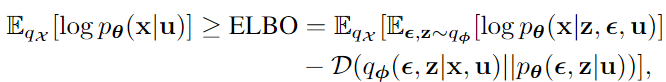 𝔼_{q_𝒳}[log p_𝜽(𝐱|𝐮)] ≥ ELBO = 𝔼_{q_𝒳}[𝔼_{𝝐,𝐳∼q_𝝓}[log p_𝜽(𝐱|𝐳, 𝝐, 𝐮)]
− 𝒟(q_𝝓(𝝐, 𝐳|𝐱, 𝐮)||p_𝜽(𝝐, 𝐳|𝐮))],